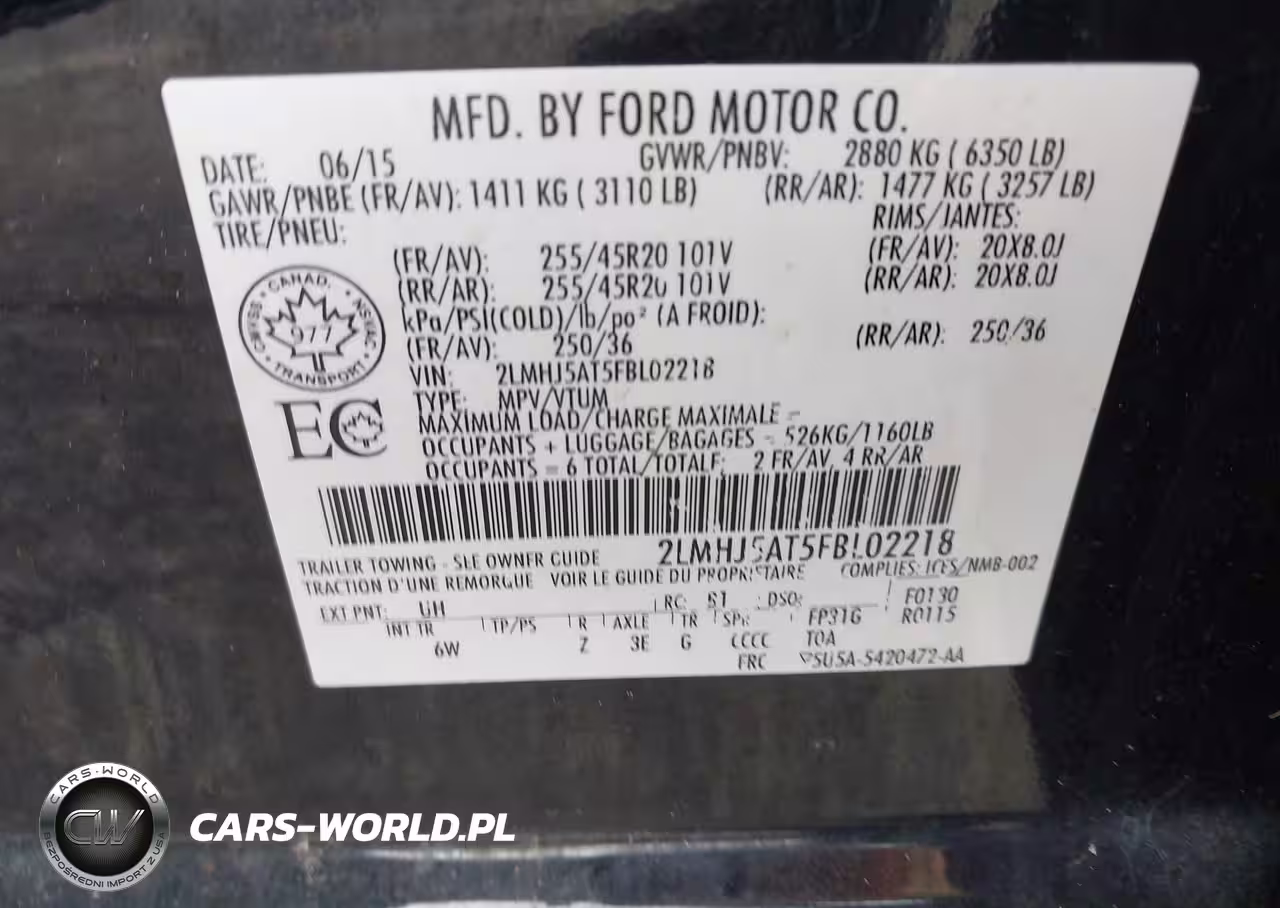 MFD. BY FORD MOTOR CO.
DATE: 06/15 GVWR/PNBV: 2880 KG ( 6350 LB)
GAWR/PNBE (FR/AV): 1411 KG ( 3110 LB) (RR/AR): 1477 KG ( 3257 LB)
TIRE/PNEU: RIMS/JANTES:
(FR/AV): 255/45R20 101V (FR/AV): 20X8.0J
(RR/AR): 255/45R20 101V (RR/AR): 20X8.0J
kPa/PSI(COLD)/lb/po² (A FROID):
(FR/AV): 250/36 (RR/AR): 250/36
CANADA
977
TRANSPORT
EC
VIN: 2LMHJ5AT5FBL02218
TYPE: MPV/VTUM
MAXIMUM LOAD/CHARGE MAXIMALE =
OCCUPANTS + LUGGAGE/BAGAGES = 526KG/1160LB
OCCUPANTS = 6 TOTAL/TOTALE: 2 FR/AV, 4 RR/AR
2LMHJ5AT5FBL02218
TRAILER TOWING - SEE OWNER GUIDE
TRACTION D'UNE REMORQUE VOIR LE GUIDE DU PROPRIETAIRE COMPLIES: ICES/NMB-002
EXT PNT: UH RC: 51 DSO: F0130
INT TR TP/PS R AXLE TR SPR FP31G R0115
6W Z 3E G CCCC TOA
FRC 5U5A-5420472-AA
CARS-WORLD
CW
BEZPOŚREDNI IMPORT Z USA
CARS-WORLD.PL